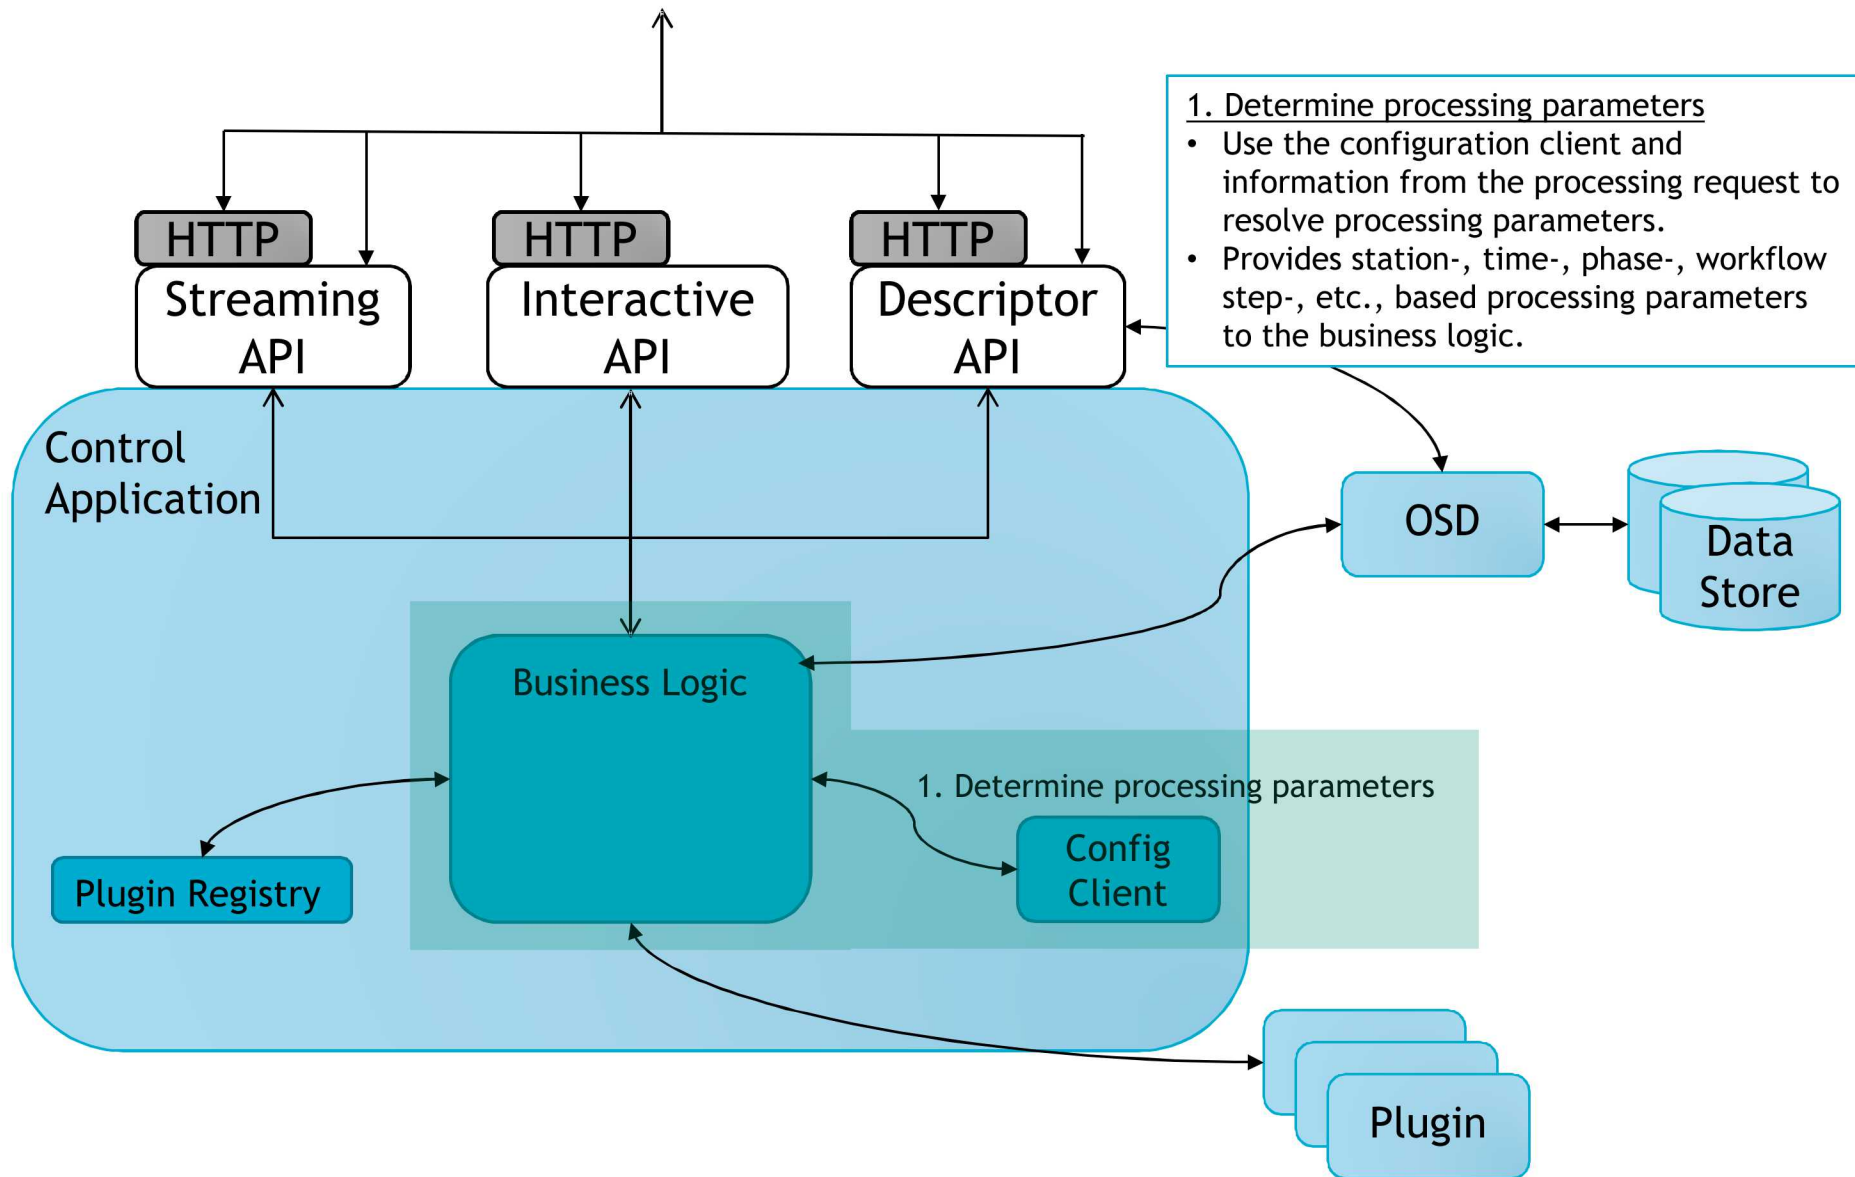 1. Determine processing parameters
• Use the configuration client and
information from the processing request to
resolve processing parameters.
• Provides station-, time-, phase-, workflow
step-, etc., based processing parameters
to the business logic.
HTTP
HTTP
HTTP
Streaming
API
Interactive
API
Descriptor
API
Control
Application
OSD
Data
Store
Business Logic
1. Determine processing parameters
Config
Client
Plugin Registry
Plugin